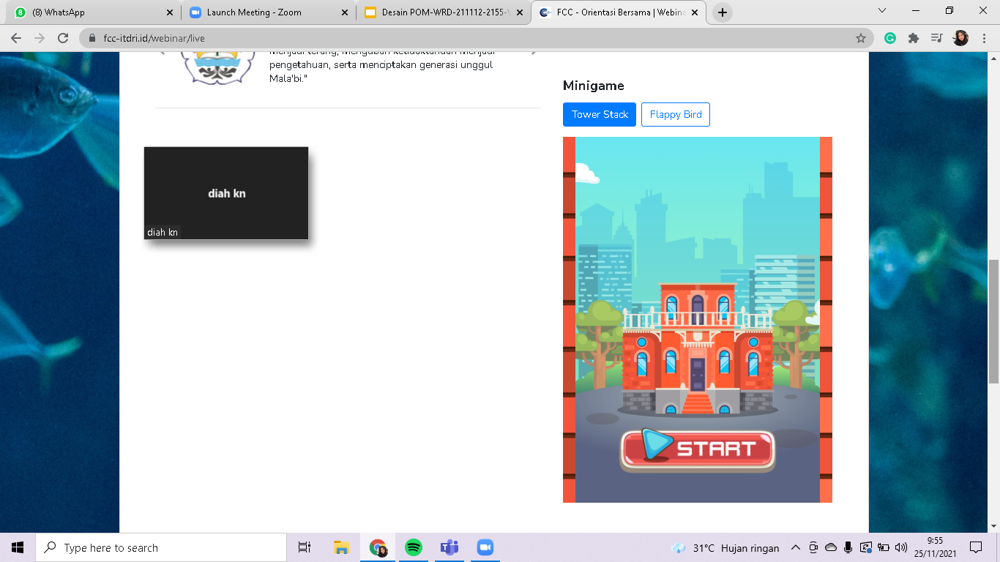 (8) WhatsApp
Launch Meeting - Zoom
Desain POM-WRD-211112-2155-
FCC - Orientasi Bersama | Webina
fcc-itdri.id/webinar/live
menjadi terang, mengubah ketidaktahuan menjadi
pengetahuan, serta menciptakan generasi unggul
Mala'bi."
diah kn
diah kn
Minigame
Tower Stack
Flappy Bird
START
Type here to search
31°C Hujan ringan
9:55
25/11/2021